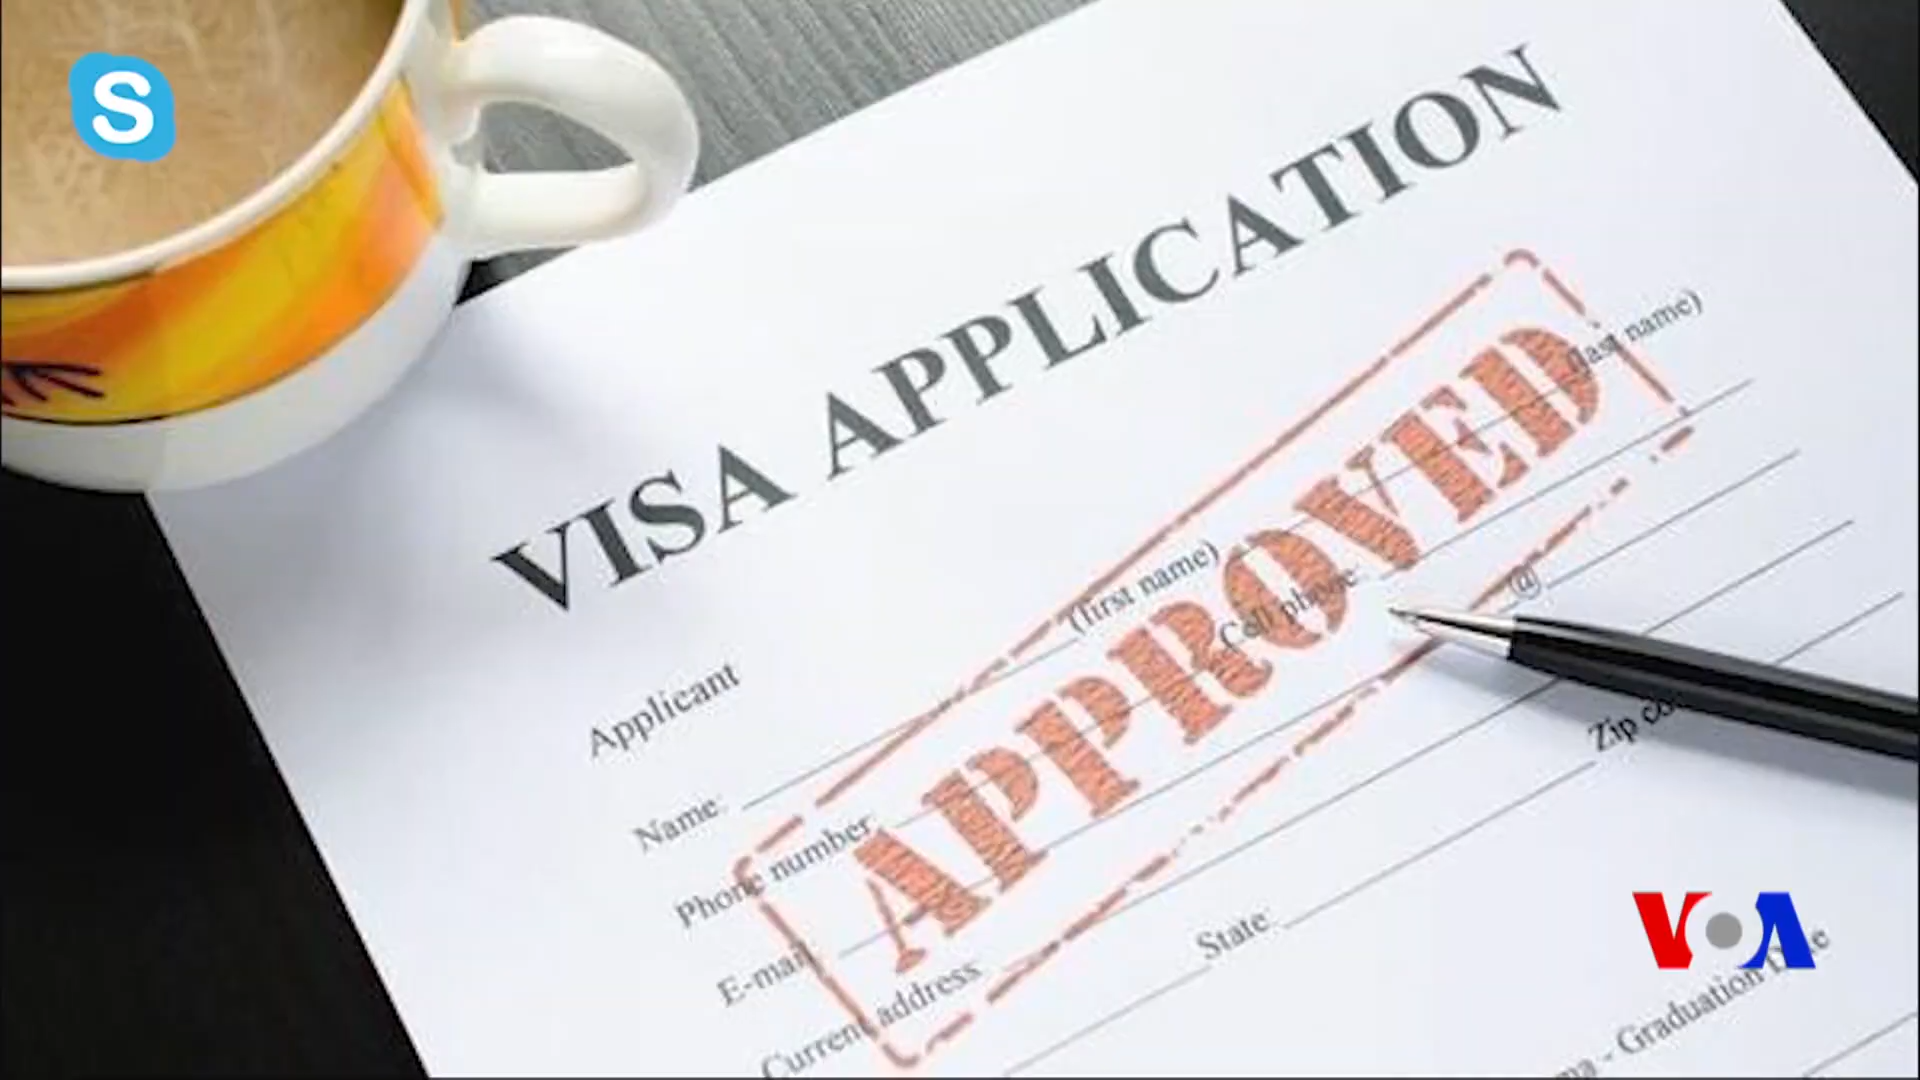 S
VISA APPLICATION
APPROVED
Applicant
Name: (first name) (last name)
Phone number: Cell phone:
E-mail: @
Current address:
State: Zip
- Graduation
VOA